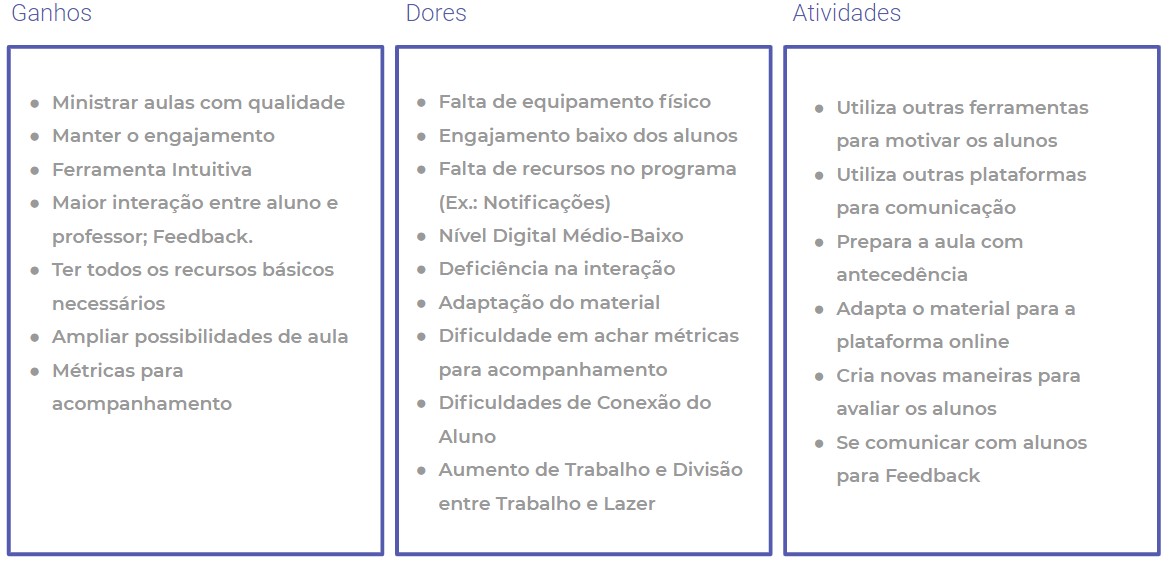 Ganhos
● Ministrar aulas com qualidade
● Manter o engajamento
● Ferramenta Intuitiva
● Maior interação entre aluno e
professor; Feedback.
● Ter todos os recursos básicos
necessários
● Ampliar possibilidades de aula
● Métricas para
acompanhamento
Dores
● Falta de equipamento físico
● Engajamento baixo dos alunos
● Falta de recursos no programa
(Ex.: Notificações)
● Nível Digital Médio-Baixo
● Deficiência na interação
● Adaptação do material
● Dificuldade em achar métricas
para acompanhamento
● Dificuldades de Conexão do
Aluno
● Aumento de Trabalho e Divisão
entre Trabalho e Lazer
Atividades
● Utiliza outras ferramentas
para motivar os alunos
● Utiliza outras plataformas
para comunicação
● Prepara a aula com
antecedência
● Adapta o material para a
plataforma online
● Cria novas maneiras para
avaliar os alunos
● Se comunicar com alunos
para Feedback